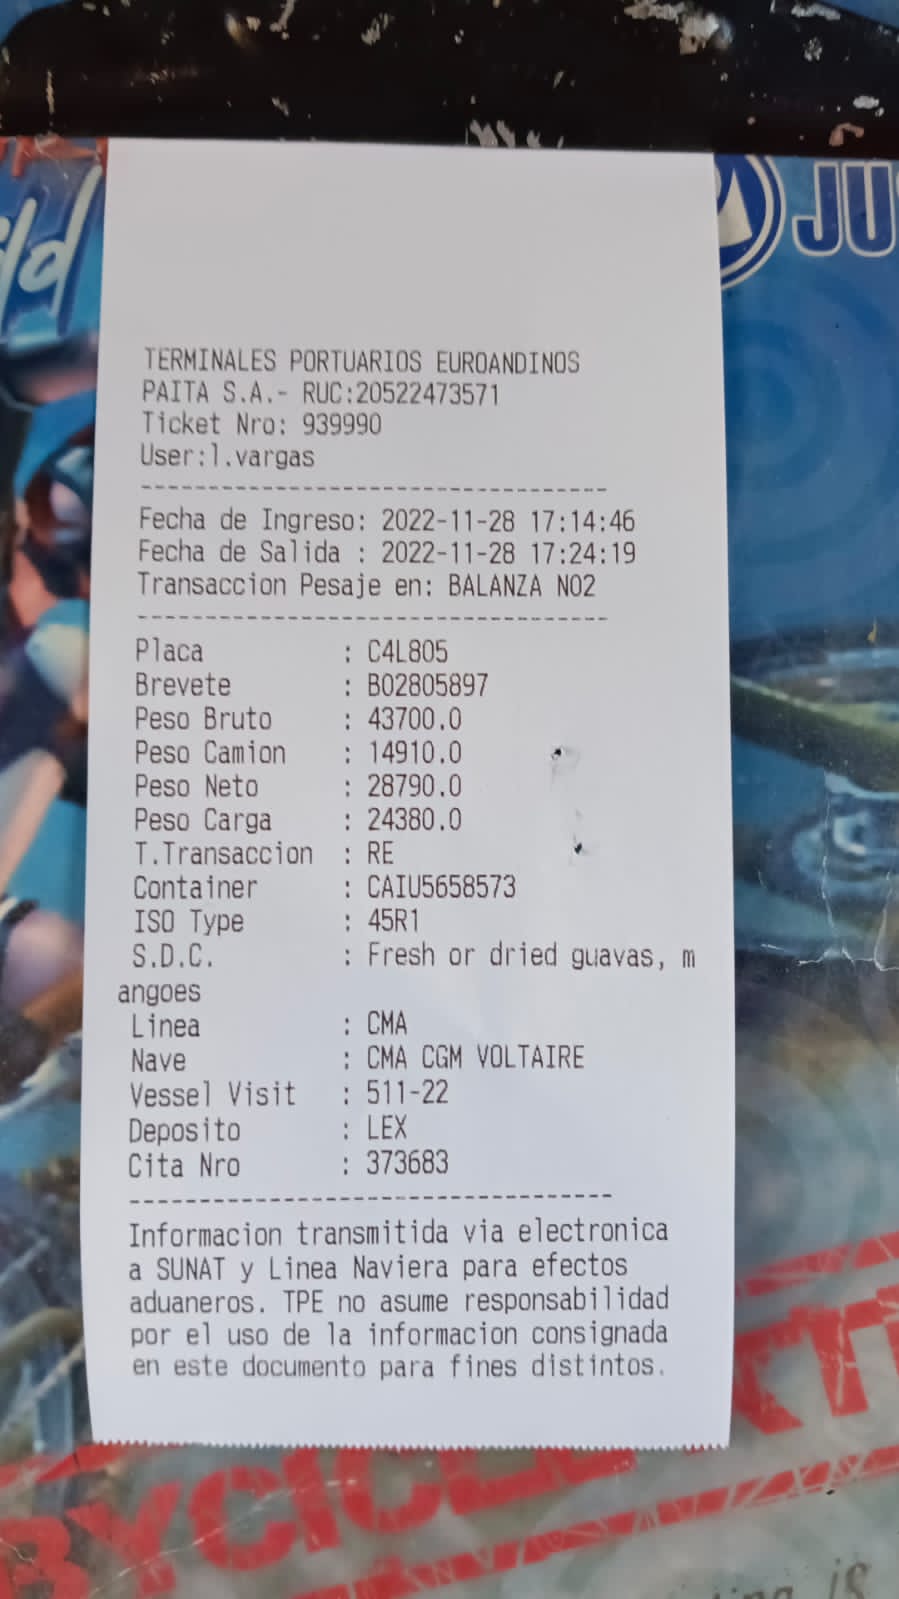 JU
TERMINALES PORTUARIOS EUROANDINOS
PAITA S.A.- RUC:20522473571
Ticket Nro: 939990
User:l.vargas
-----------------------------------
Fecha de Ingreso: 2022-11-28 17:14:46
Fecha de Salida : 2022-11-28 17:24:19
Transaccion Pesaje en: BALANZA NO2
-----------------------------------
Placa : C4L805
Brevete : B02805897
Peso Bruto : 43700.0
Peso Camion : 14910.0
Peso Neto : 28790.0
Peso Carga : 24380.0
T.Transaccion : RE
Container : CAIU5658573
ISO Type : 45R1
S.D.C. : Fresh or dried guavas, m
angoes
Linea : CMA
Nave : CMA CGM VOLTAIRE
Vessel Visit : 511-22
Deposito : LEX
Cita Nro : 373683
-----------------------------------
Informacion transmitida via electronica
a SUNAT y Linea Naviera para efectos
aduaneros. TPE no asume responsabilidad
por el uso de la informacion consignada
en este documento para fines distintos.
is